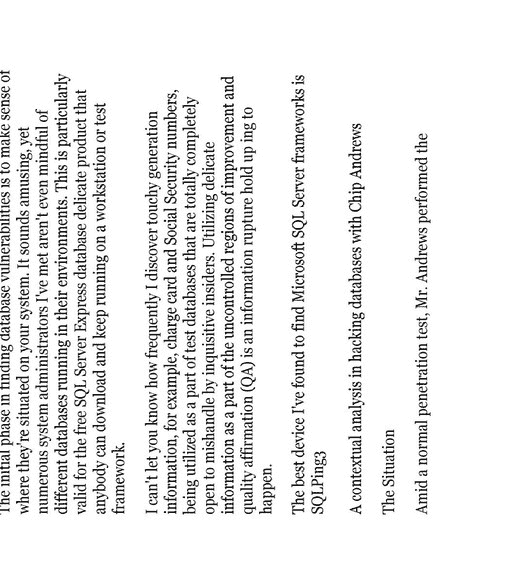 The initial phase in finding database vulnerabilities is to make sense of
where they're situated on your system. It sounds amusing, yet
numerous system administrators I've met aren't even mindful of
different databases running in their environments. This is particularly
valid for the free SQL Server Express database delicate product that
anybody can download and keep running on a workstation or test
framework.
I can't let you know how frequently I discover touchy generation
information, for example, charge card and Social Security numbers,
being utilized as a part of test databases that are totally completely
open to mishandle by inquisitive insiders. Utilizing delicate
information as a part of the uncontrolled regions of improvement and
quality affirmation (QA) is an information rupture hold up ing to
happen.
The best device I've found to find Microsoft SQL Server frameworks is
SQLPing3
A contextual analysis in hacking databases with Chip Andrews
The Situation
Amid a normal penetration test, Mr. Andrews performed the